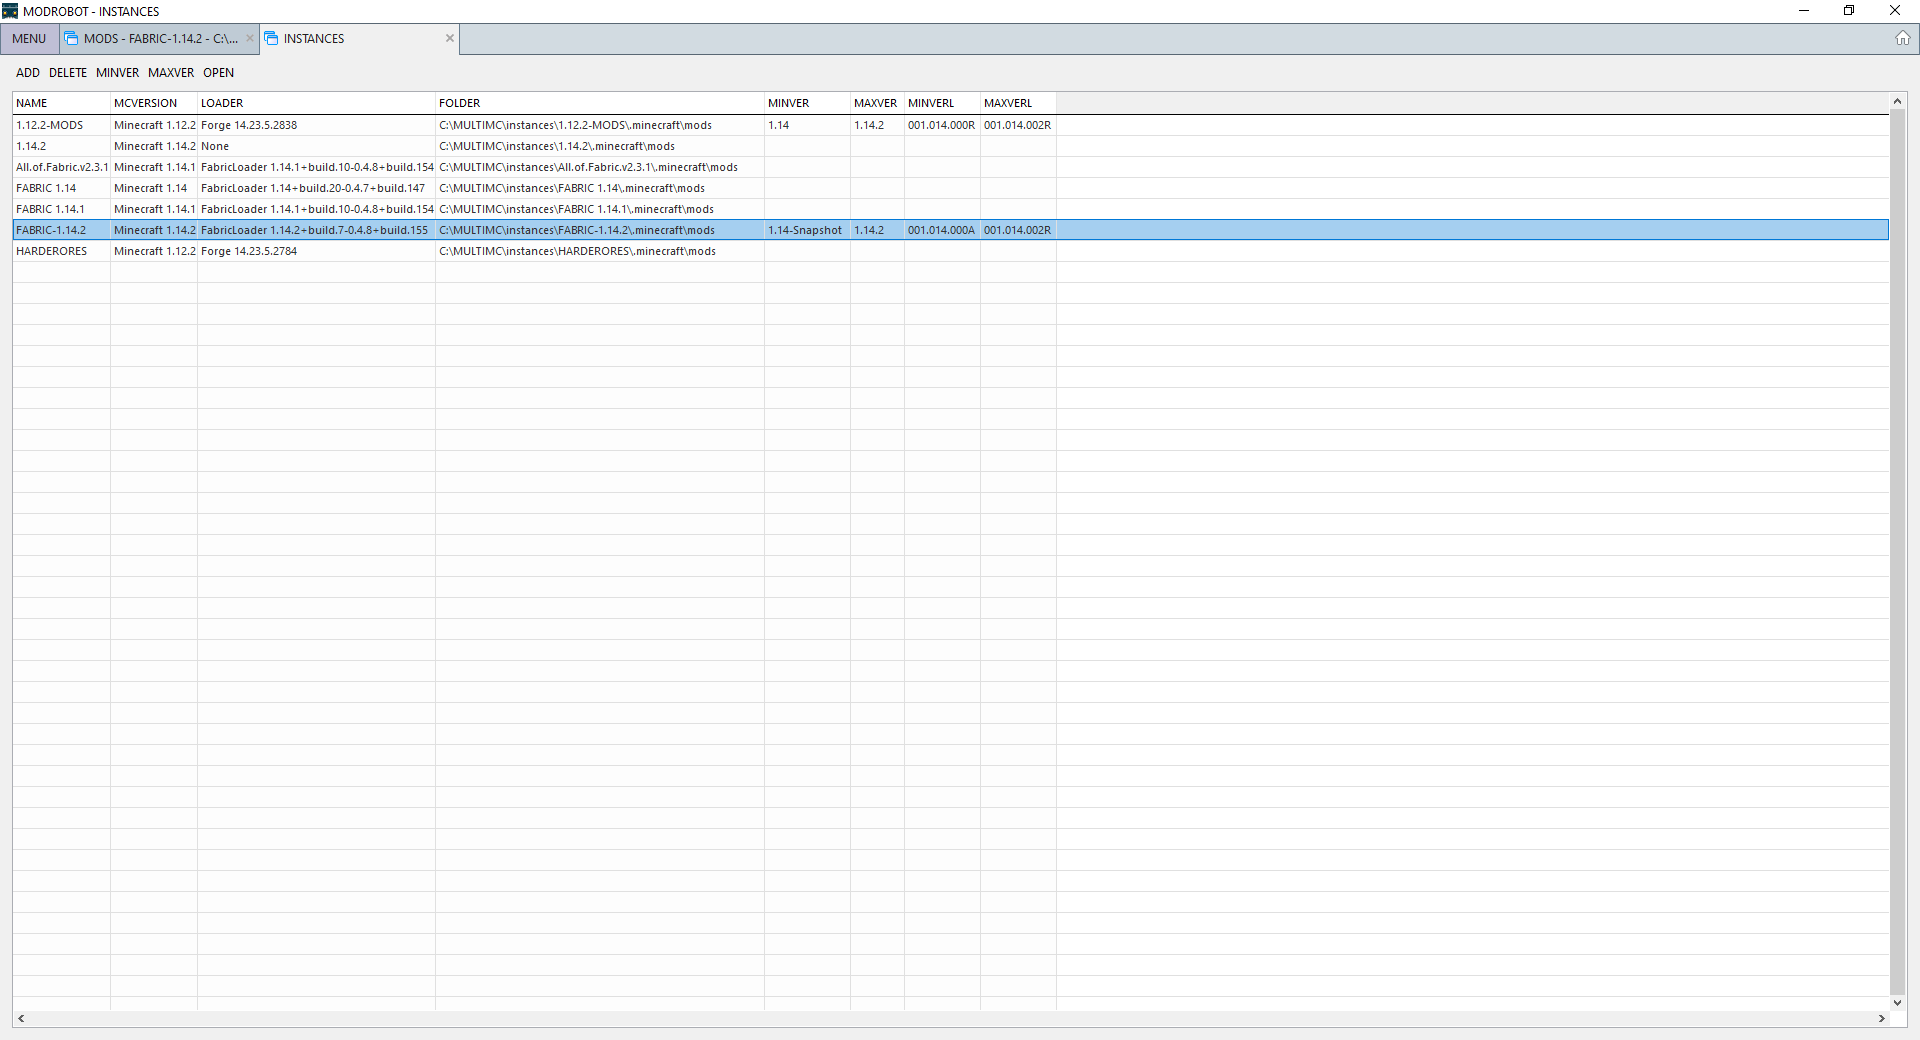 MODROBOT - INSTANCES
MENU MODS - FABRIC-1.14.2 - C:\... INSTANCES
ADD DELETE MINVER MAXVER OPEN
NAME MCVERSION LOADER FOLDER MINVER MAXVER MINVERL MAXVERL
1.12.2-MODS Minecraft 1.12.2 Forge 14.23.5.2838 C:\MULTIMC\instances\1.12.2-MODS\.minecraft\mods 1.14 1.14.2 001.014.000R 001.014.002R
1.14.2 Minecraft 1.14.2 None C:\MULTIMC\instances\1.14.2\.minecraft\mods
All.of.Fabric.v2.3.1 Minecraft 1.14.1 FabricLoader 1.14.1+build.10-0.4.8+build.154 C:\MULTIMC\instances\All.of.Fabric.v2.3.1\.minecraft\mods
FABRIC 1.14 Minecraft 1.14 FabricLoader 1.14+build.20-0.4.7+build.147 C:\MULTIMC\instances\FABRIC 1.14\.minecraft\mods
FABRIC 1.14.1 Minecraft 1.14.1 FabricLoader 1.14.1+build.10-0.4.8+build.154 C:\MULTIMC\instances\FABRIC 1.14.1\.minecraft\mods
FABRIC-1.14.2 Minecraft 1.14.2 FabricLoader 1.14.2+build.7-0.4.8+build.155 C:\MULTIMC\instances\FABRIC-1.14.2\.minecraft\mods 1.14-Snapshot 1.14.2 001.014.000A 001.014.002R
HARDERORES Minecraft 1.12.2 Forge 14.23.5.2784 C:\MULTIMC\instances\HARDERORES\.minecraft\mods